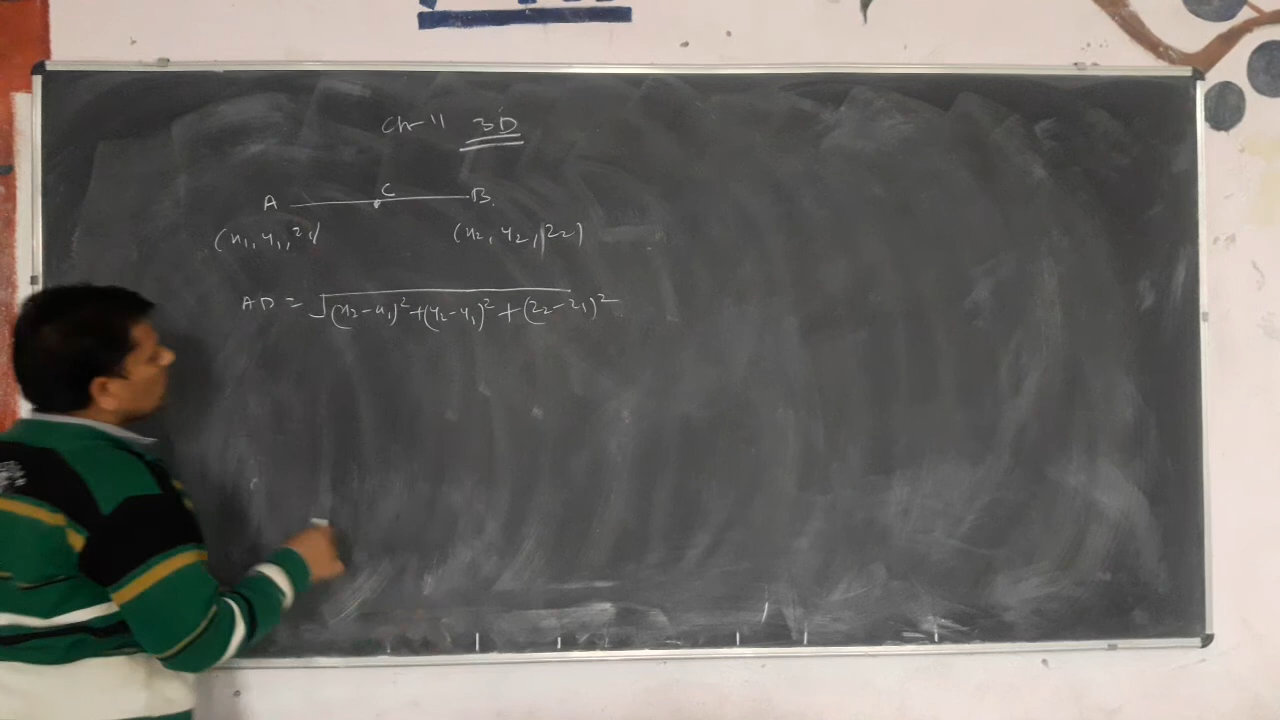 Ch-11 3D
A C B
(x₁, y₁, z₁) (x₂, y₂, z₂)
AB = √(x₂-x₁)² + (y₂-y₁)² + (z₂-z₁)²